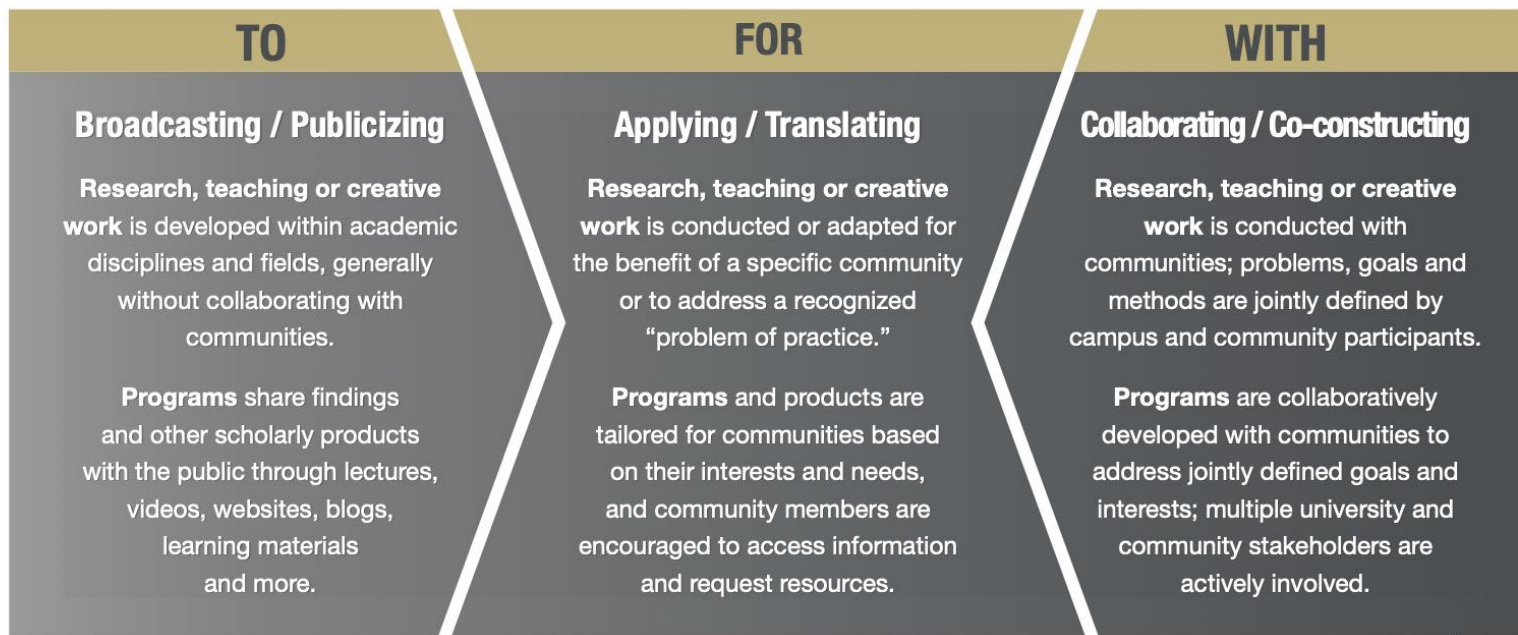 TO
Broadcasting / Publicizing
Research, teaching or creative
work is developed within academic
disciplines and fields, generally
without collaborating with
communities.
Programs share findings
and other scholarly products
with the public through lectures,
videos, websites, blogs,
learning materials
and more.
FOR
Applying / Translating
Research, teaching or creative
work is conducted or adapted for
the benefit of a specific community
or to address a recognized
“problem of practice.”
Programs and products are
tailored for communities based
on their interests and needs,
and community members are
encouraged to access information
and request resources.
WITH
Collaborating / Co-constructing
Research, teaching or creative
work is conducted with
communities; problems, goals and
methods are jointly defined by
campus and community participants.
Programs are collaboratively
developed with communities to
address jointly defined goals and
interests; multiple university and
community stakeholders are
actively involved.